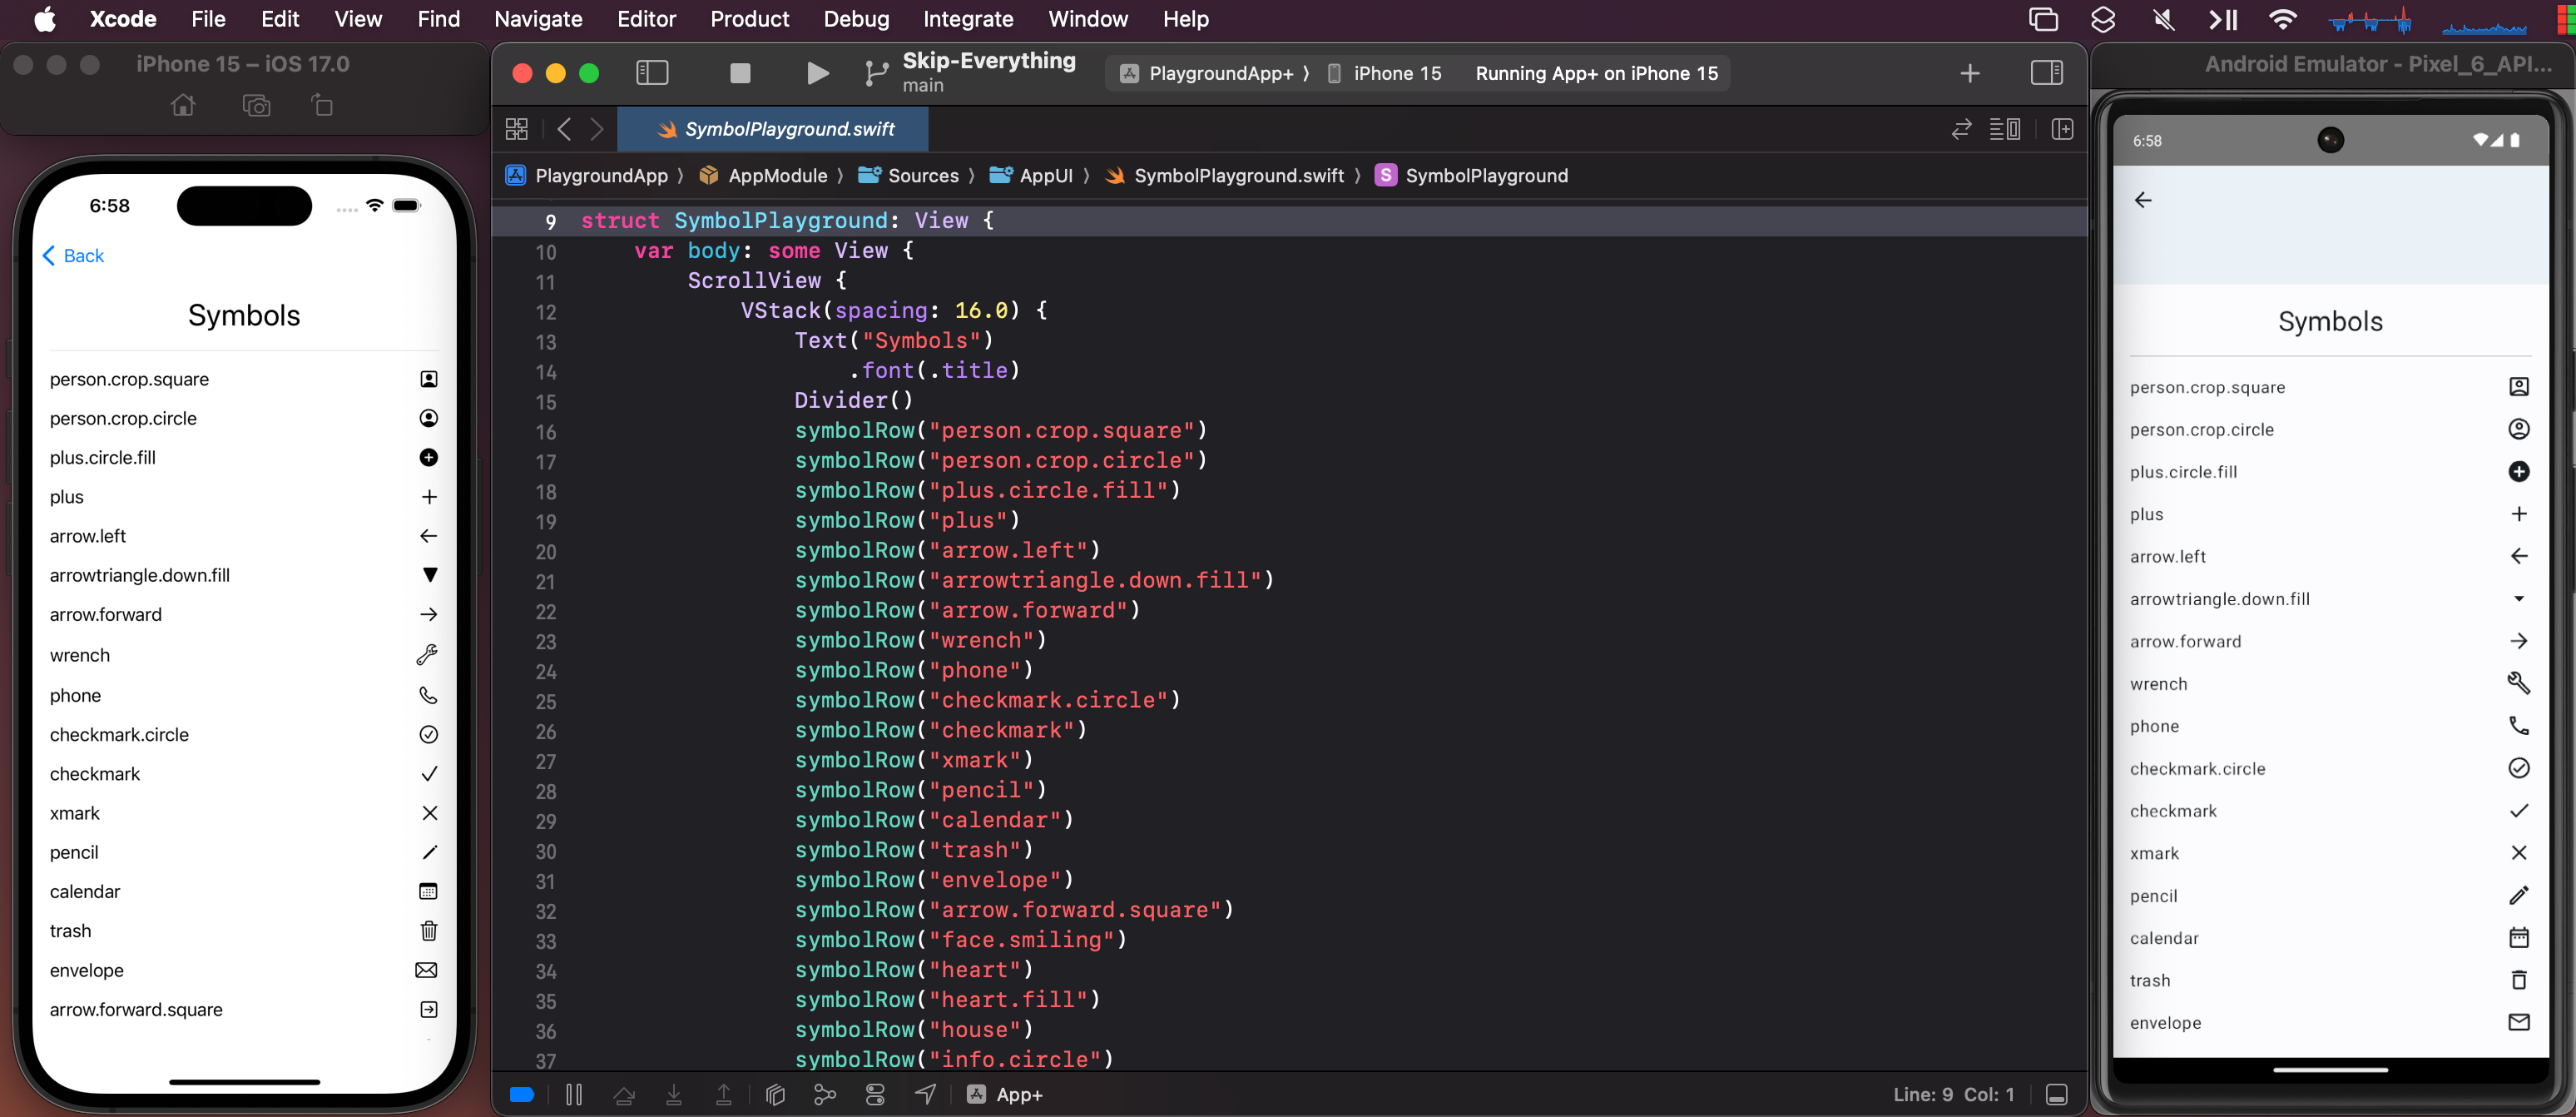 Xcode File Edit View Find Navigate Editor Product Debug Integrate Window Help
iPhone 15 – iOS 17.0
6:58
Back
Symbols
person.crop.square
person.crop.circle
plus.circle.fill
plus
arrow.left
arrowtriangle.down.fill
arrow.forward
wrench
phone
checkmark.circle
checkmark
xmark
pencil
calendar
trash
envelope
arrow.forward.square
Skip-Everything
main
PlaygroundApp+ ⟩ iPhone 15 Running App+ on iPhone 15
SymbolPlayground.swift
PlaygroundApp ⟩ AppModule ⟩ Sources ⟩ AppUI ⟩ SymbolPlayground.swift ⟩ S SymbolPlayground
9 struct SymbolPlayground: View {
10 var body: some View {
11 ScrollView {
12 VStack(spacing: 16.0) {
13 Text("Symbols")
14 .font(.title)
15 Divider()
16 symbolRow("person.crop.square")
17 symbolRow("person.crop.circle")
18 symbolRow("plus.circle.fill")
19 symbolRow("plus")
20 symbolRow("arrow.left")
21 symbolRow("arrowtriangle.down.fill")
22 symbolRow("arrow.forward")
23 symbolRow("wrench")
24 symbolRow("phone")
25 symbolRow("checkmark.circle")
26 symbolRow("checkmark")
27 symbolRow("xmark")
28 symbolRow("pencil")
29 symbolRow("calendar")
30 symbolRow("trash")
31 symbolRow("envelope")
32 symbolRow("arrow.forward.square")
33 symbolRow("face.smiling")
34 symbolRow("heart")
35 symbolRow("heart.fill")
36 symbolRow("house")
37 symbolRow("info.circle")
App+
Line: 9 Col: 1
Android Emulator - Pixel_6_API...
6:58
Symbols
person.crop.square
person.crop.circle
plus.circle.fill
plus
arrow.left
arrowtriangle.down.fill
arrow.forward
wrench
phone
checkmark.circle
checkmark
xmark
pencil
calendar
trash
envelope